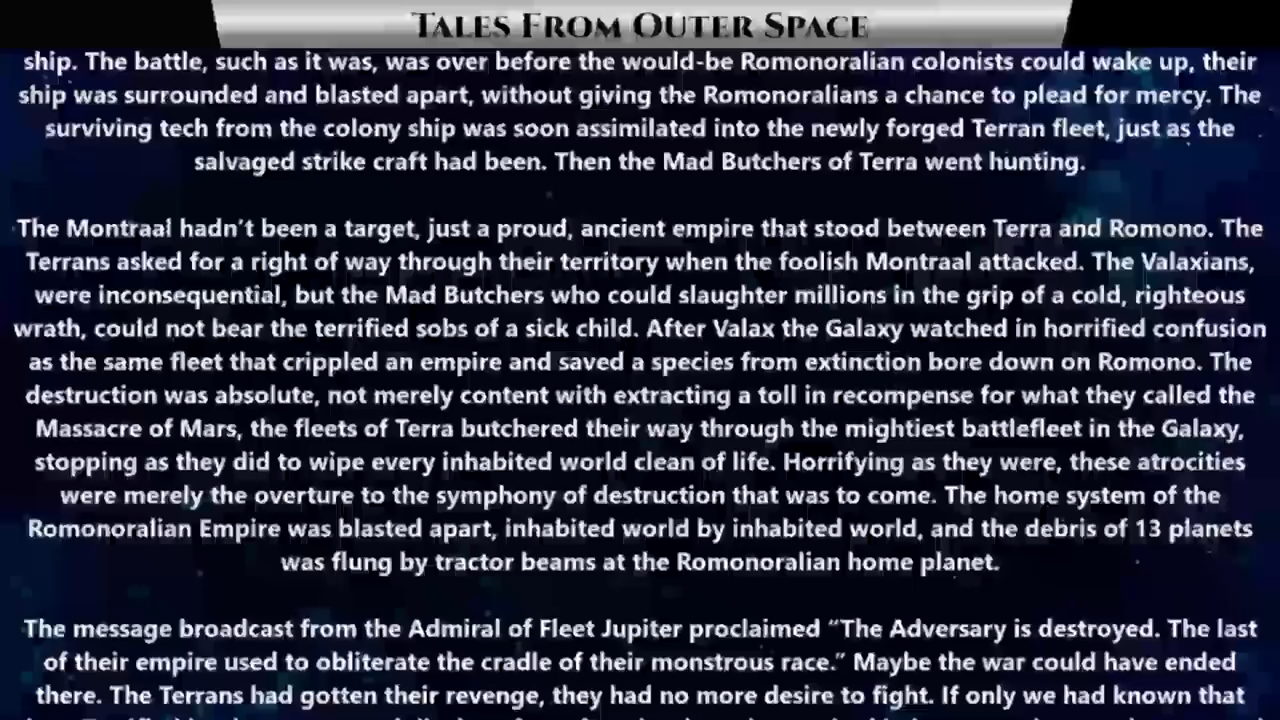 TALES FROM OUTER SPACE
ship. The battle, such as it was, was over before the would-be Romonoralian colonists could wake up, their
ship was surrounded and blasted apart, without giving the Romonoralians a chance to plead for mercy. The
surviving tech from the colony ship was soon assimilated into the newly forged Terran fleet, just as the
salvaged strike craft had been. Then the Mad Butchers of Terra went hunting.
The Montraal hadn't been a target, just a proud, ancient empire that stood between Terra and Romono. The
Terrans asked for a right of way through their territory when the foolish Montraal attacked. The Valaxians,
were inconsequential, but the Mad Butchers who could slaughter millions in the grip of a cold, righteous
wrath, could not bear the terrified sobs of a sick child. After Valax the Galaxy watched in horrified confusion
as the same fleet that crippled an empire and saved a species from extinction bore down on Romono. The
destruction was absolute, not merely content with extracting a toll in recompense for what they called the
Massacre of Mars, the fleets of Terra butchered their way through the mightiest battlefleet in the Galaxy,
stopping as they did to wipe every inhabited world clean of life. Horrifying as they were, these atrocities
were merely the overture to the symphony of destruction that was to come. The home system of the
Romonoralian Empire was blasted apart, inhabited world by inhabited world, and the debris of 13 planets
was flung by tractor beams at the Romonoralian home planet.
The message broadcast from the Admiral of Fleet Jupiter proclaimed “The Adversary is destroyed. The last
of their empire used to obliterate the cradle of their monstrous race.” Maybe the war could have ended
there. The Terrans had gotten their revenge, they had no more desire to fight. If only we had known that